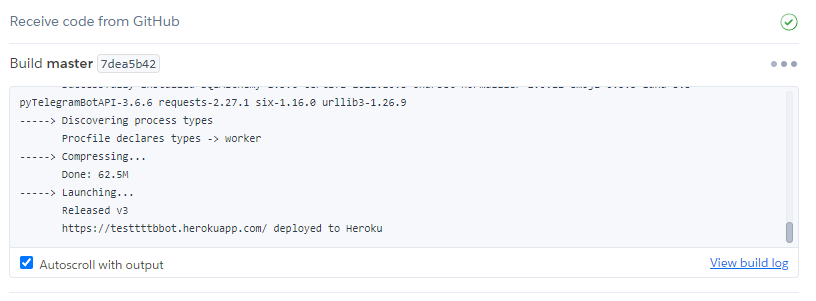 Receive code from GitHub
Build master 7dea5b42
pyTelegramBotAPI-3.6.6 requests-2.27.1 six-1.16.0 urllib3-1.26.9
-----> Discovering process types
Procfile declares types -> worker
-----> Compressing...
Done: 62.5M
-----> Launching...
Released v3
https://testtttbbot.herokuapp.com/ deployed to Heroku
Autoscroll with output
View build log